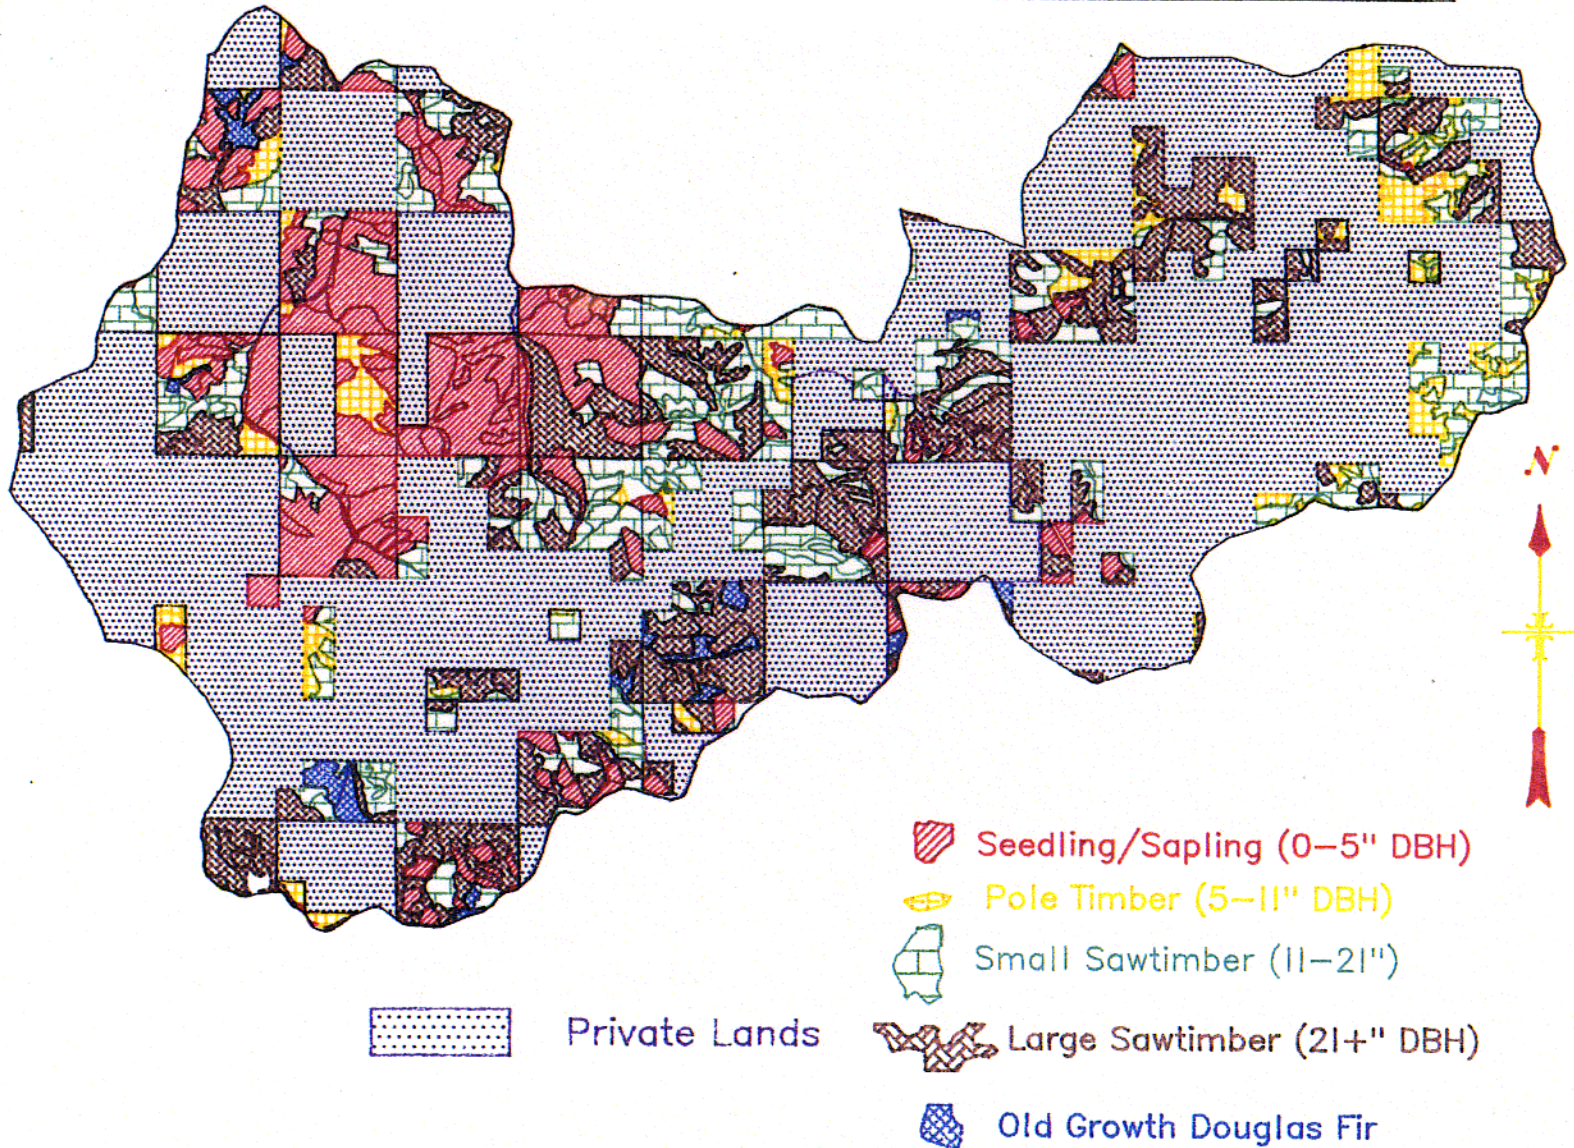 N
Seedling/Sapling (0-5" DBH)
Pole Timber (5-11" DBH)
Small Sawtimber (11-21")
Private Lands
Large Sawtimber (21+" DBH)
Old Growth Douglas Fir